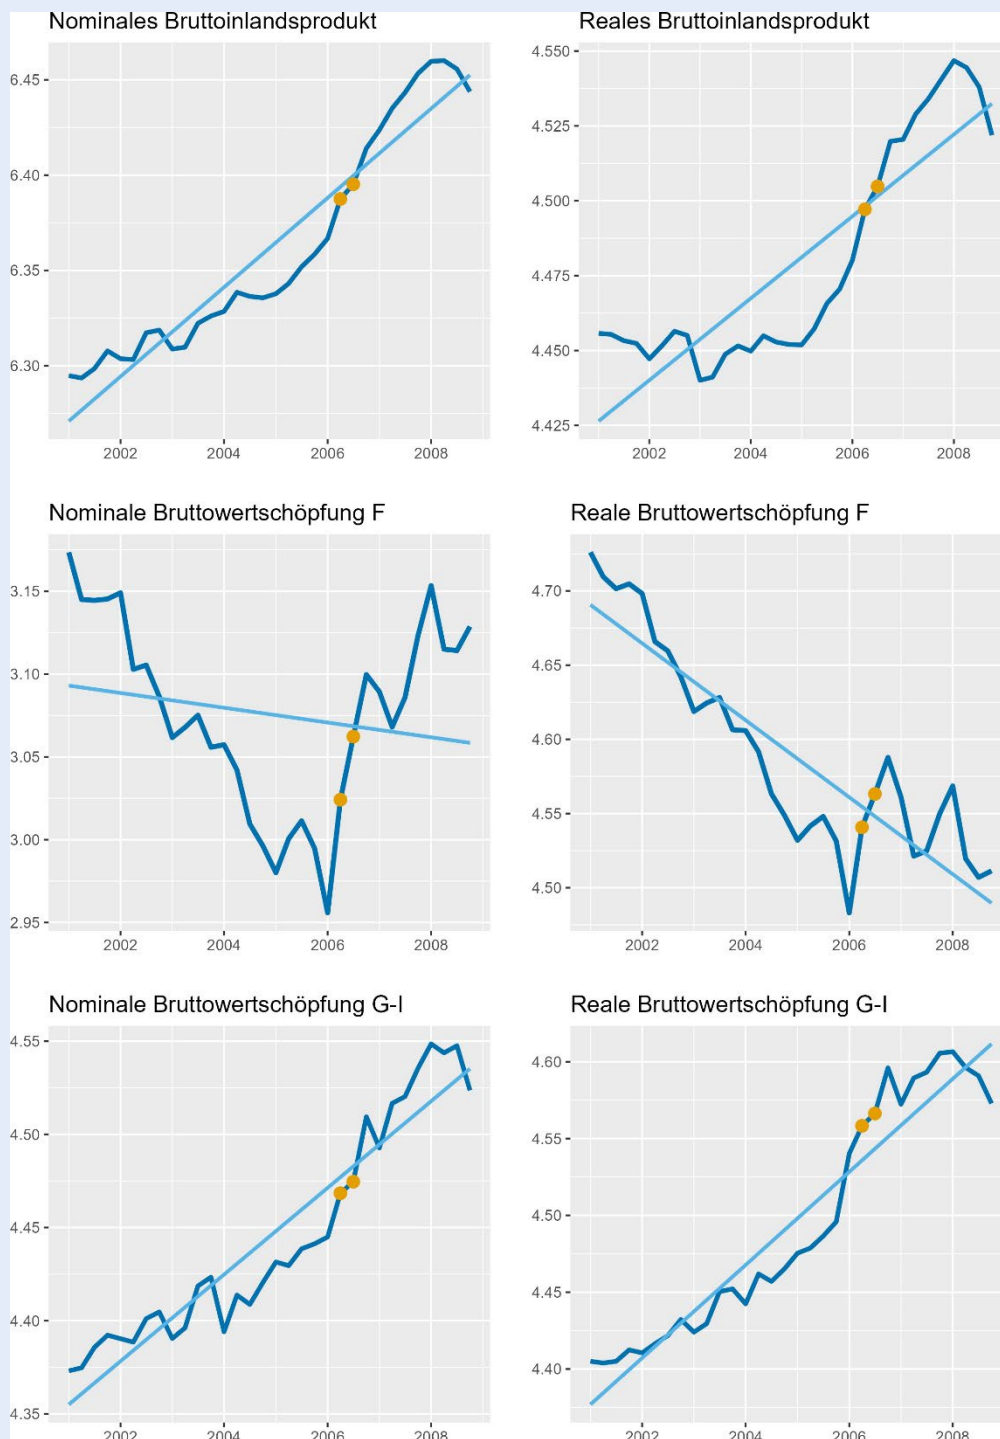 Nominales Bruttoinlandsprodukt
6.45
6.40
6.35
6.30
2002 2004 2006 2008
Reales Bruttoinlandsprodukt
4.550
4.525
4.500
4.475
4.450
4.425
2002 2004 2006 2008
Nominale Bruttowertschöpfung F
3.15
3.10
3.05
3.00
2.95
2002 2004 2006 2008
Reale Bruttowertschöpfung F
4.70
4.65
4.60
4.55
4.50
2002 2004 2006 2008
Nominale Bruttowertschöpfung G-I
4.55
4.50
4.45
4.40
4.35
2002 2004 2006 2008
Reale Bruttowertschöpfung G-I
4.60
4.55
4.50
4.45
4.40
2002 2004 2006 2008